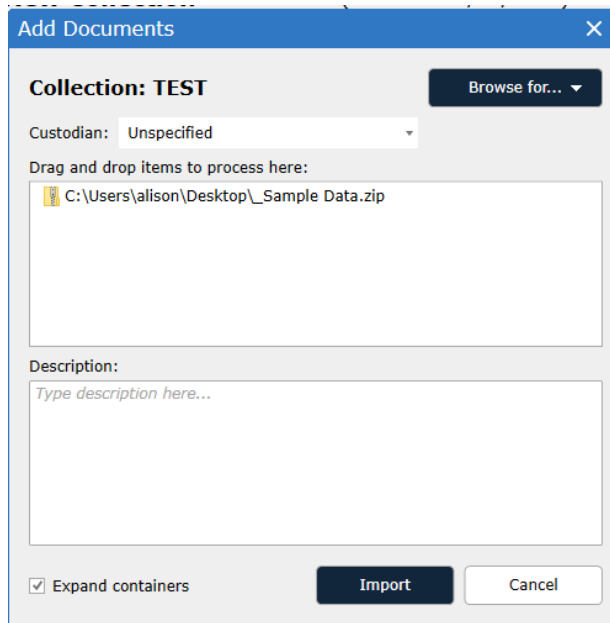 Add Documents
Collection: TEST
Browse for...
Custodian: Unspecified
Drag and drop items to process here:
C:\Users\alison\Desktop\_Sample Data.zip
Description:
Type description here...
Expand containers
Import
Cancel